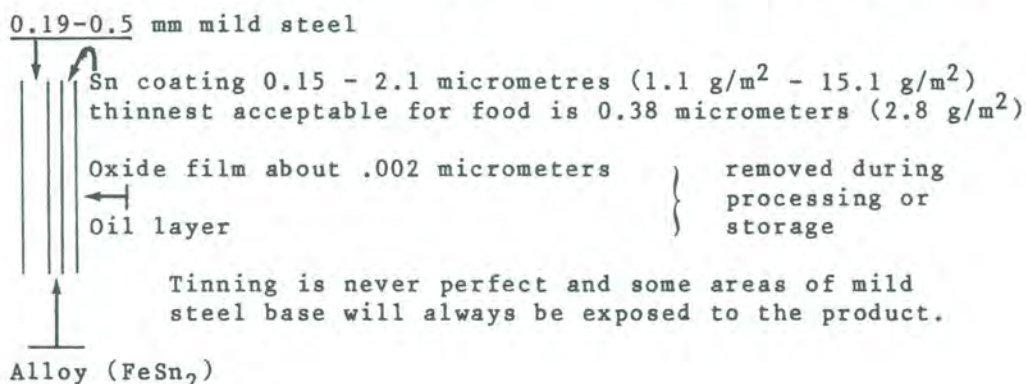 0.19-0.5 mm mild steel
Sn coating 0.15 - 2.1 micrometres (1.1 g/m² - 15.1 g/m²)
thinnest acceptable for food is 0.38 micrometers (2.8 g/m²)
Oxide film about .002 micrometers
removed during
processing or
Oil layer
storage
Tinning is never perfect and some areas of mild
steel base will always be exposed to the product.
Alloy (FeSn₂)